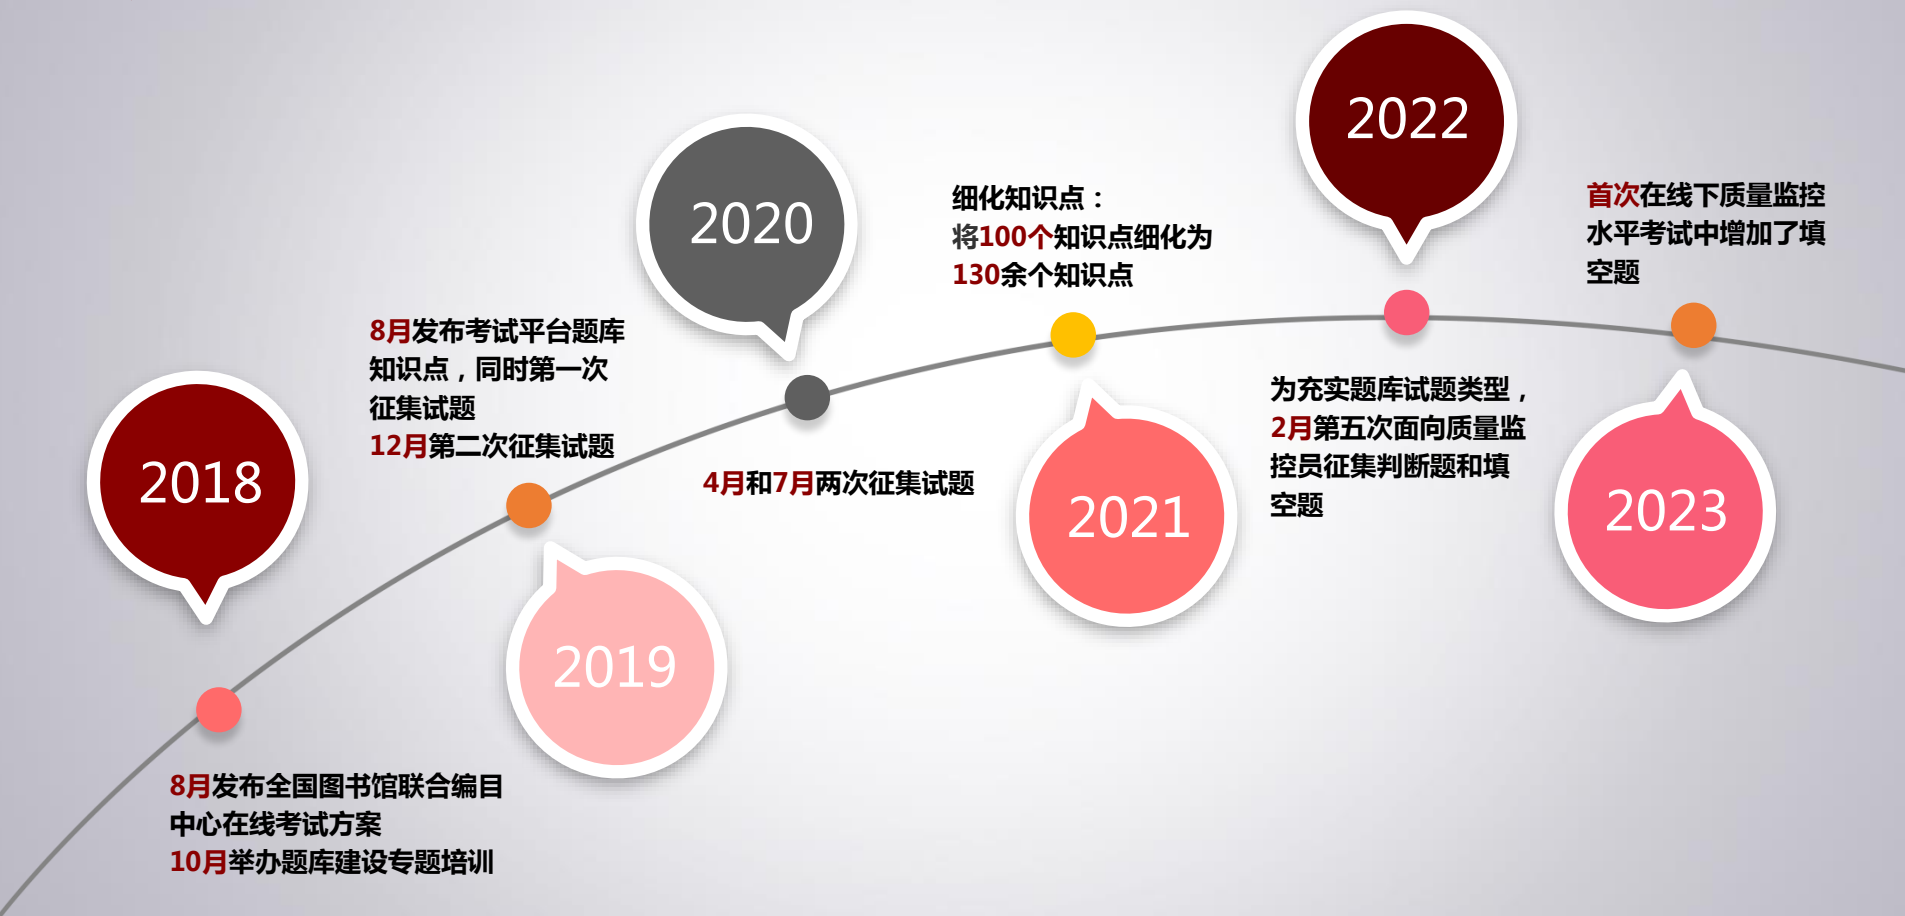 2018
8月发布全国图书馆联合编目
中心在线考试方案
10月举办题库建设专题培训
2019
8月发布考试平台题库
知识点，同时第一次
征集试题
12月第二次征集试题
2020
4月和7月两次征集试题
2021
细化知识点：
将100个知识点细化为
130余个知识点
2022
为充实题库试题类型，
2月第五次面向质量监
控员征集判断题和填
空题
2023
首次在线下质量监控
水平考试中增加了填
空题